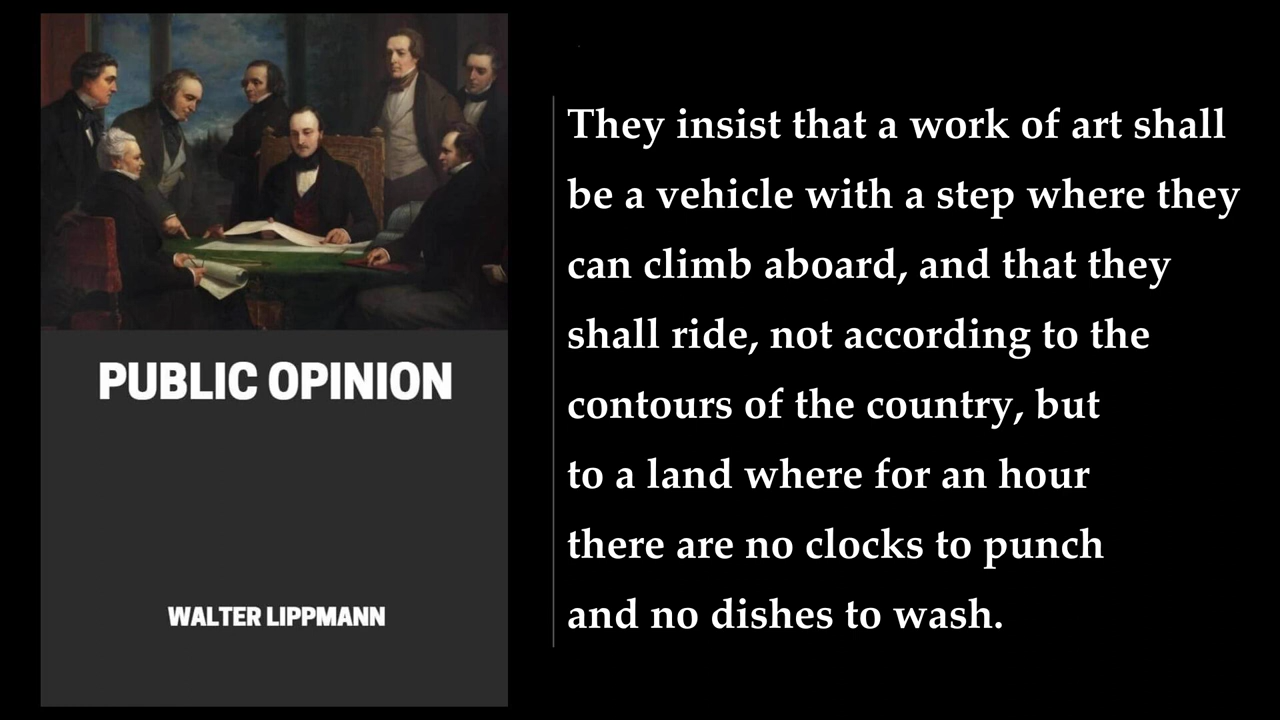 PUBLIC OPINION
WALTER LIPPMANN
They insist that a work of art shall
be a vehicle with a step where they
can climb aboard, and that they
shall ride, not according to the
contours of the country, but
to a land where for an hour
there are no clocks to punch
and no dishes to wash.